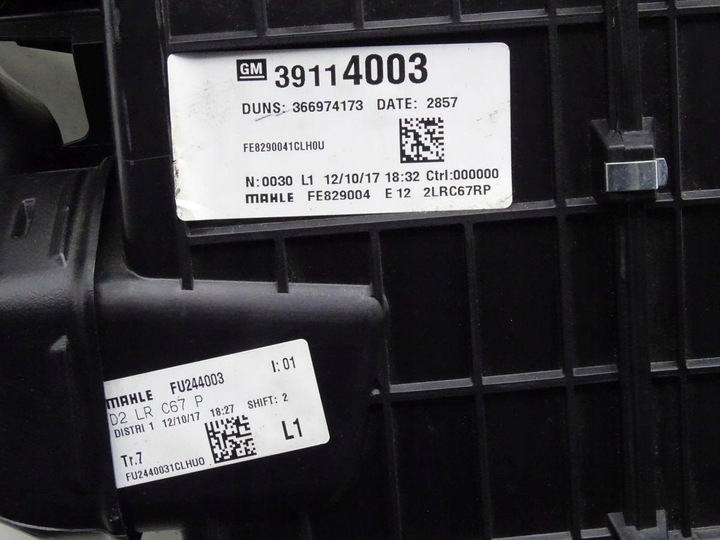 GM 39114003
DUNS: 366974173 DATE: 2857
FE8290041CLH0U
N:0030 L1 12/10/17 18:32 Ctrl:000000
MAHLE FE829004 E 12 2LRC67RP
MAHLE FU244003 I: 01
D2 LR C67 P
DISTRI 1 12/10/17 18:27 SHIFT: 2
Tr.7 L1
FU2440031CLHU0